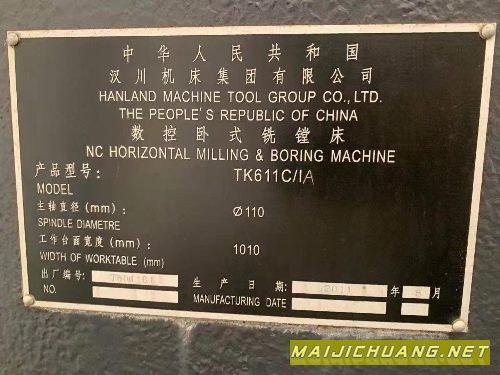 中华人民共和国
汉川机床集团有限公司
HANLAND MACHINE TOOL GROUP CO., LTD.
THE PEOPLE'S REPUBLIC OF CHINA
数控卧式铣镗床
NC HORIZONTAL MILLING & BORING MACHINE
产品型号: TK611C/1A
MODEL
主轴直径(mm): Ø110
SPINDLE DIAMETRE
工作台面宽度(mm): 1010
WIDTH OF WORKTABLE (mm)
出厂编号: 生产日期: 2011 年 8 月
NO. MANUFACTURING DATE
MAIJICHUANG.NET